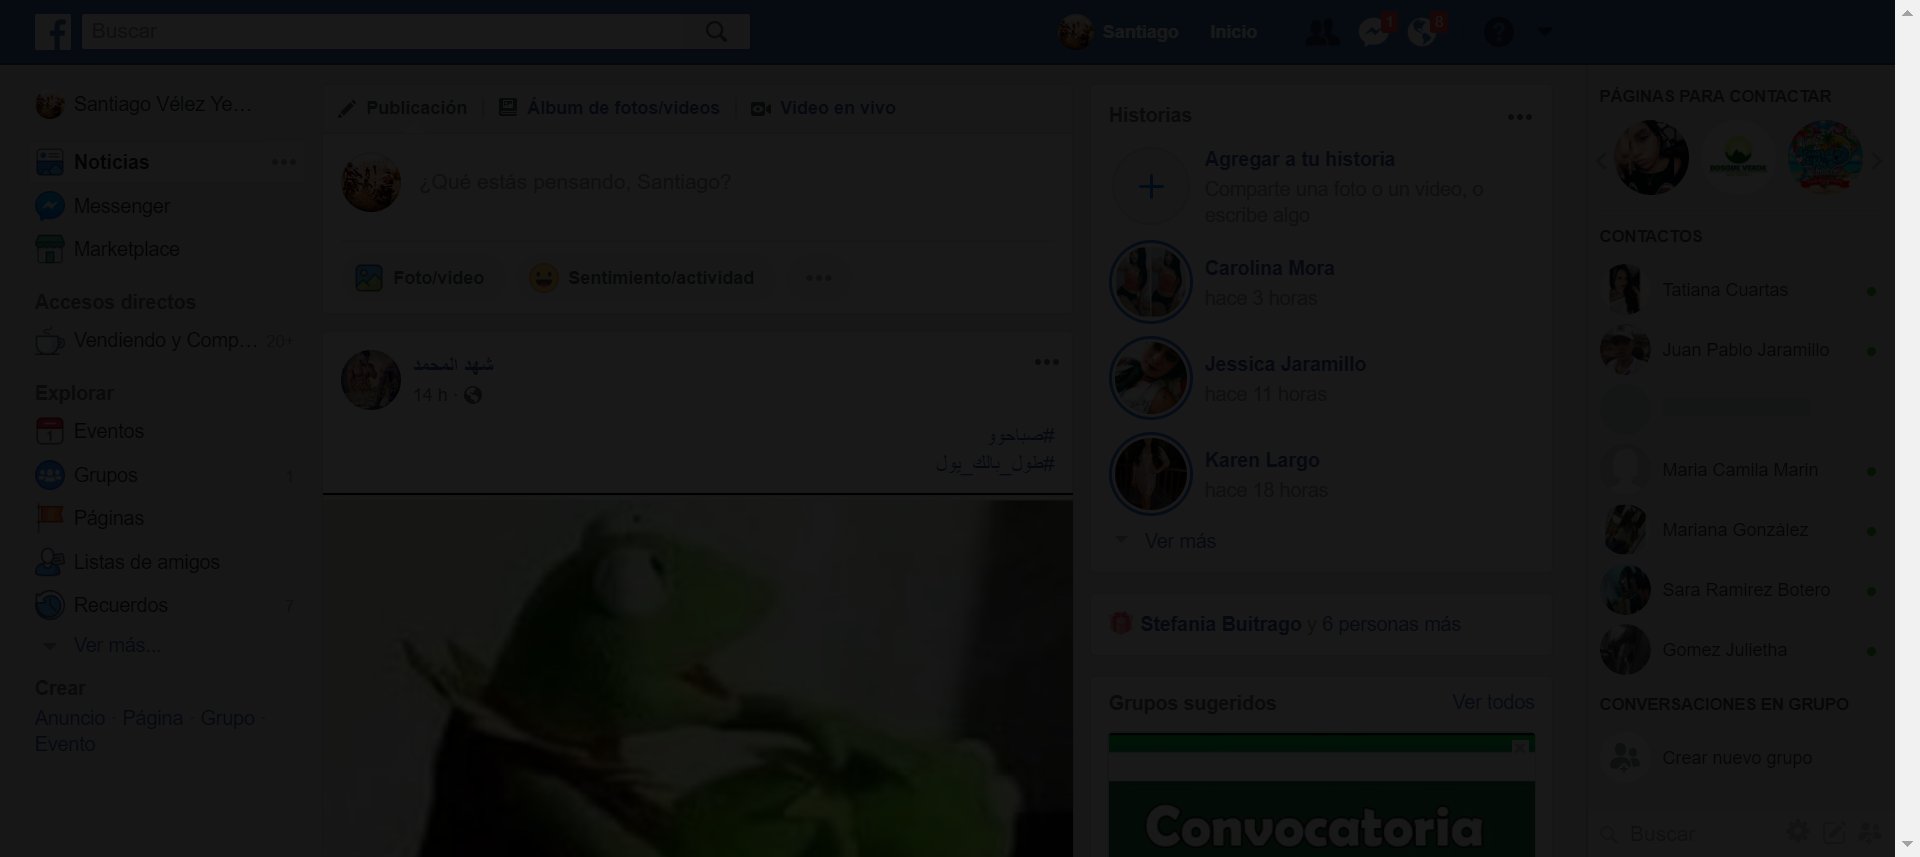 Buscar
Santiago
Inicio
1
8
?
Santiago Vélez Ye...
Noticias
Messenger
Marketplace
Accesos directos
Vendiendo y Comp... 20+
Explorar
Eventos
Grupos 1
Páginas
Listas de amigos
Recuerdos 7
Ver más...
Crear
Anuncio · Página · Grupo ·
Evento
Publicación
Álbum de fotos/videos
Video en vivo
¿Qué estás pensando, Santiago?
Foto/video
Sentimiento/actividad
شهد المحمد
14 h ·
#صباحوو
#طول_بالك_يول
Historias
Agregar a tu historia
Comparte una foto o un video, o
escribe algo
Carolina Mora
hace 3 horas
Jessica Jaramillo
hace 11 horas
Karen Largo
hace 18 horas
Ver más
Stefania Buitrago y 6 personas más
Grupos sugeridos
Ver todos
Convocatoria
PÁGINAS PARA CONTACTAR
CONTACTOS
Tatiana Cuartas
Juan Pablo Jaramillo
Maria Camila Marin
Mariana González
Sara Ramirez Botero
Gomez Julietha
CONVERSACIONES EN GRUPO
Crear nuevo grupo
Buscar